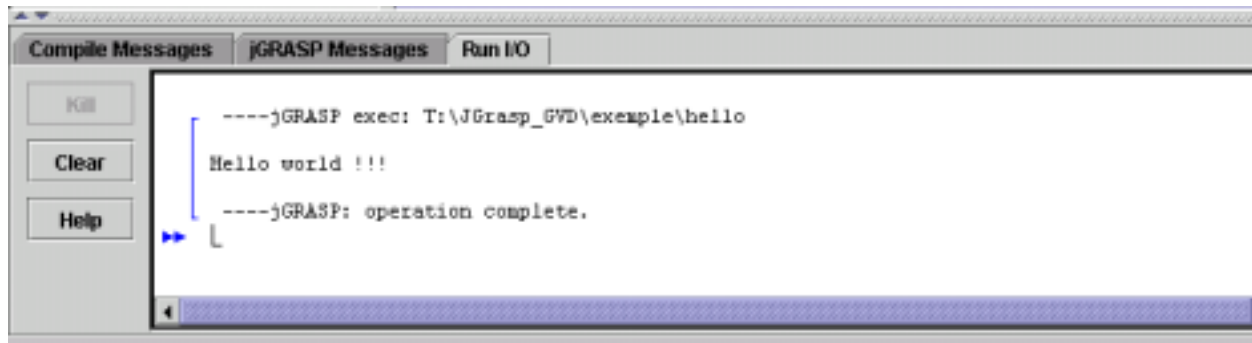 Compile Messages jGRASP Messages Run I/O
Kill
----jGRASP exec: T:\JGrasp_GVD\exemple\hello
Clear
Hello world !!!
Help
----jGRASP: operation complete.